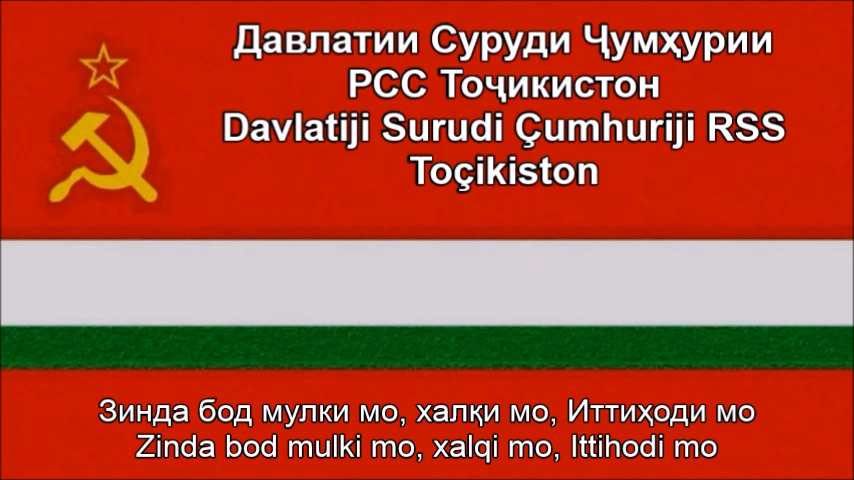 Давлатии Суруди Ҷумҳурии
РСС Тоҷикистон
Davlatiji Surudi Çumhuriji RSS
Toçikiston
Зинда бод мулки мо, халқи мо, Иттиҳоди мо
Zinda bod mulki mo, xalqi mo, Ittihodi mo